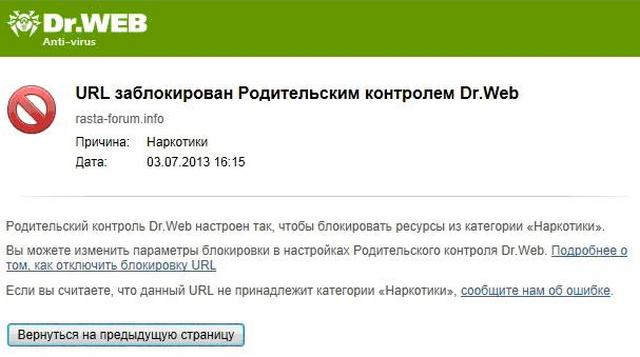 Dr.WEB
Anti-virus
URL заблокирован Родительским контролем Dr.Web
rasta-forum.info
Причина: Наркотики
Дата: 03.07.2013 16:15
Родительский контроль Dr.Web настроен так, чтобы блокировать ресурсы из категории «Наркотики».
Вы можете изменить параметры блокировки в настройках Родительского контроля Dr.Web. Подробнее о
том, как отключить блокировку URL
Если вы считаете, что данный URL не принадлежит категории «Наркотики», сообщите нам об ошибке.
Вернуться на предыдущую страницу